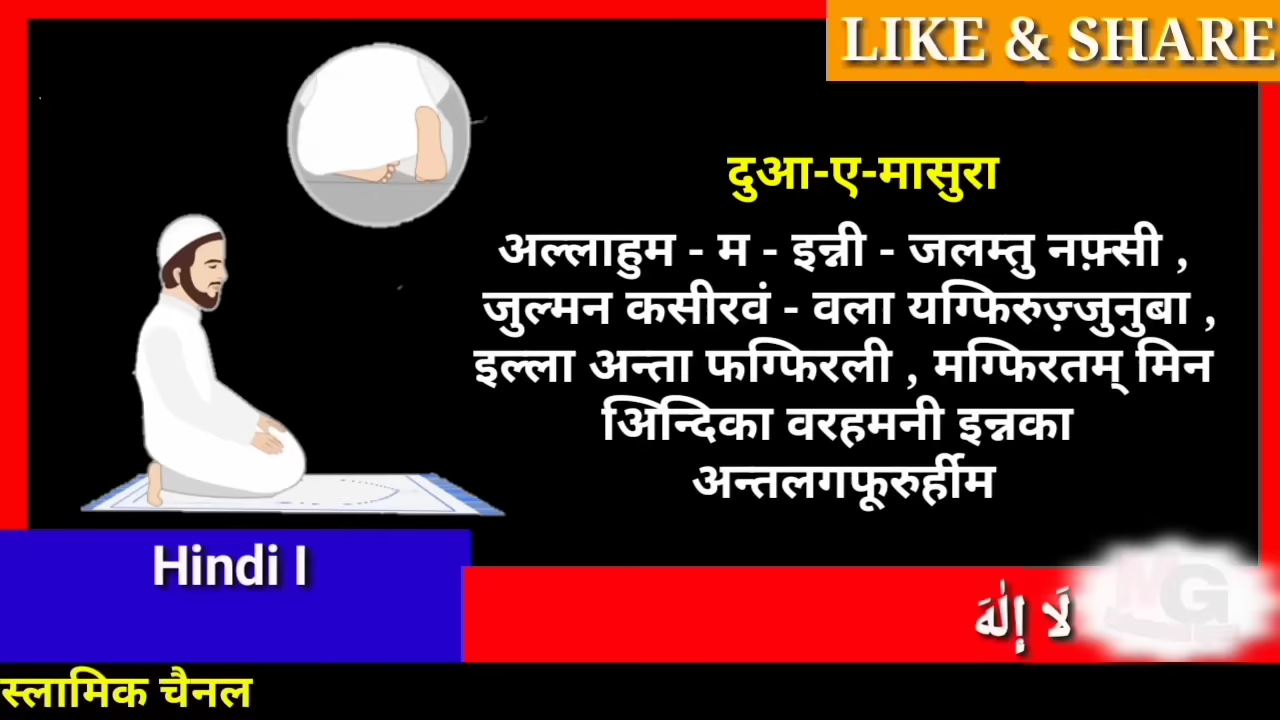 LIKE & SHARE
दुआ-ए-मासुरा
अल्लाहुम - म - इन्नी - जलम्तु नफ़्सी ,
जुल्मन कसीरवं - वला यग्फिरुज़्जुनुबा ,
इल्ला अन्ता फग्फिरली , मग्फिरतम् मिन
अिन्दिका वरहमनी इन्नका
अन्तलगफूरुर्हीम
Hindi I
لَا إِلٰهَ
MG
स्लामिक चैनल